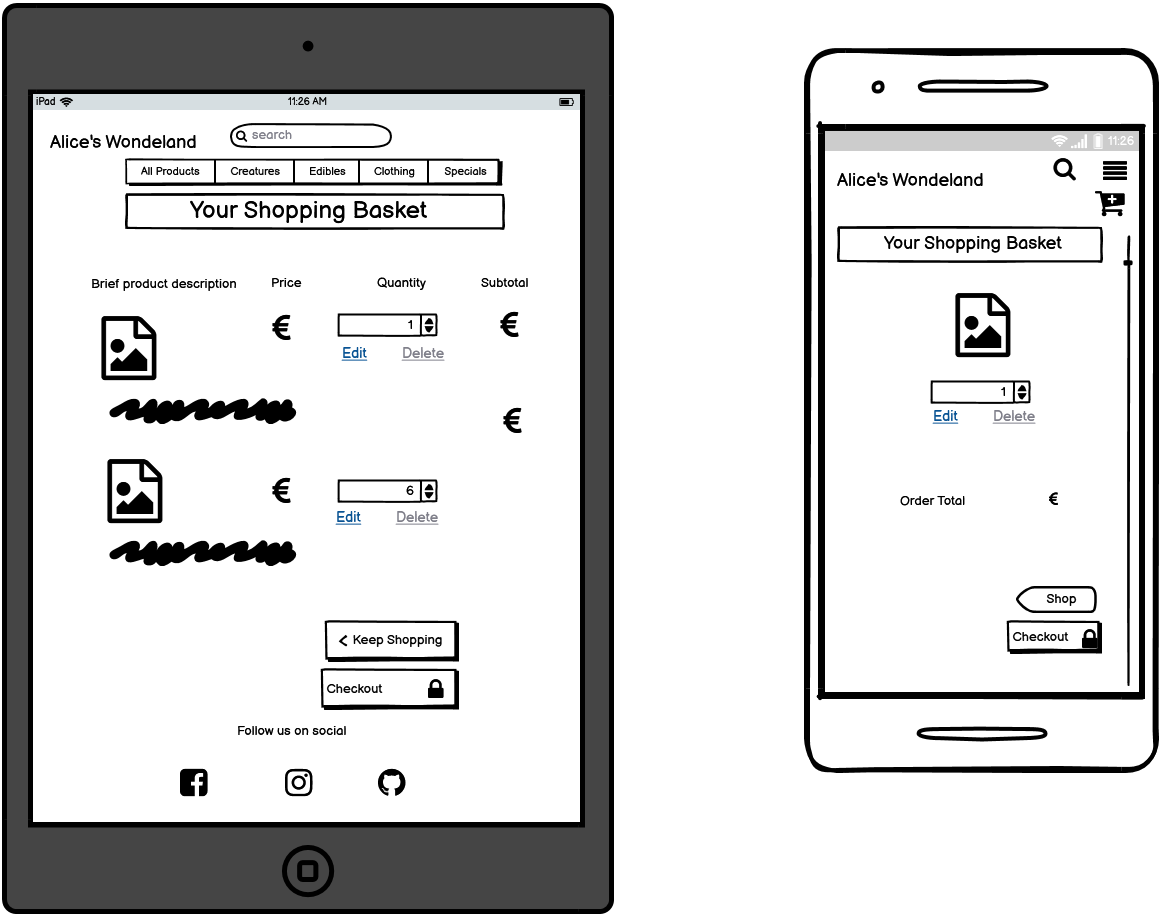 iPad 11:26 AM
search
Alice's Wondeland
All Products Creatures Edibles Clothing Specials
Your Shopping Basket
Brief product description Price Quantity Subtotal
€ 1 €
Edit Delete
€
€ 6
Edit Delete
< Keep Shopping
Checkout
Follow us on social
11:26
Alice's Wondeland
Your Shopping Basket
1
Edit Delete
Order Total €
Shop
Checkout